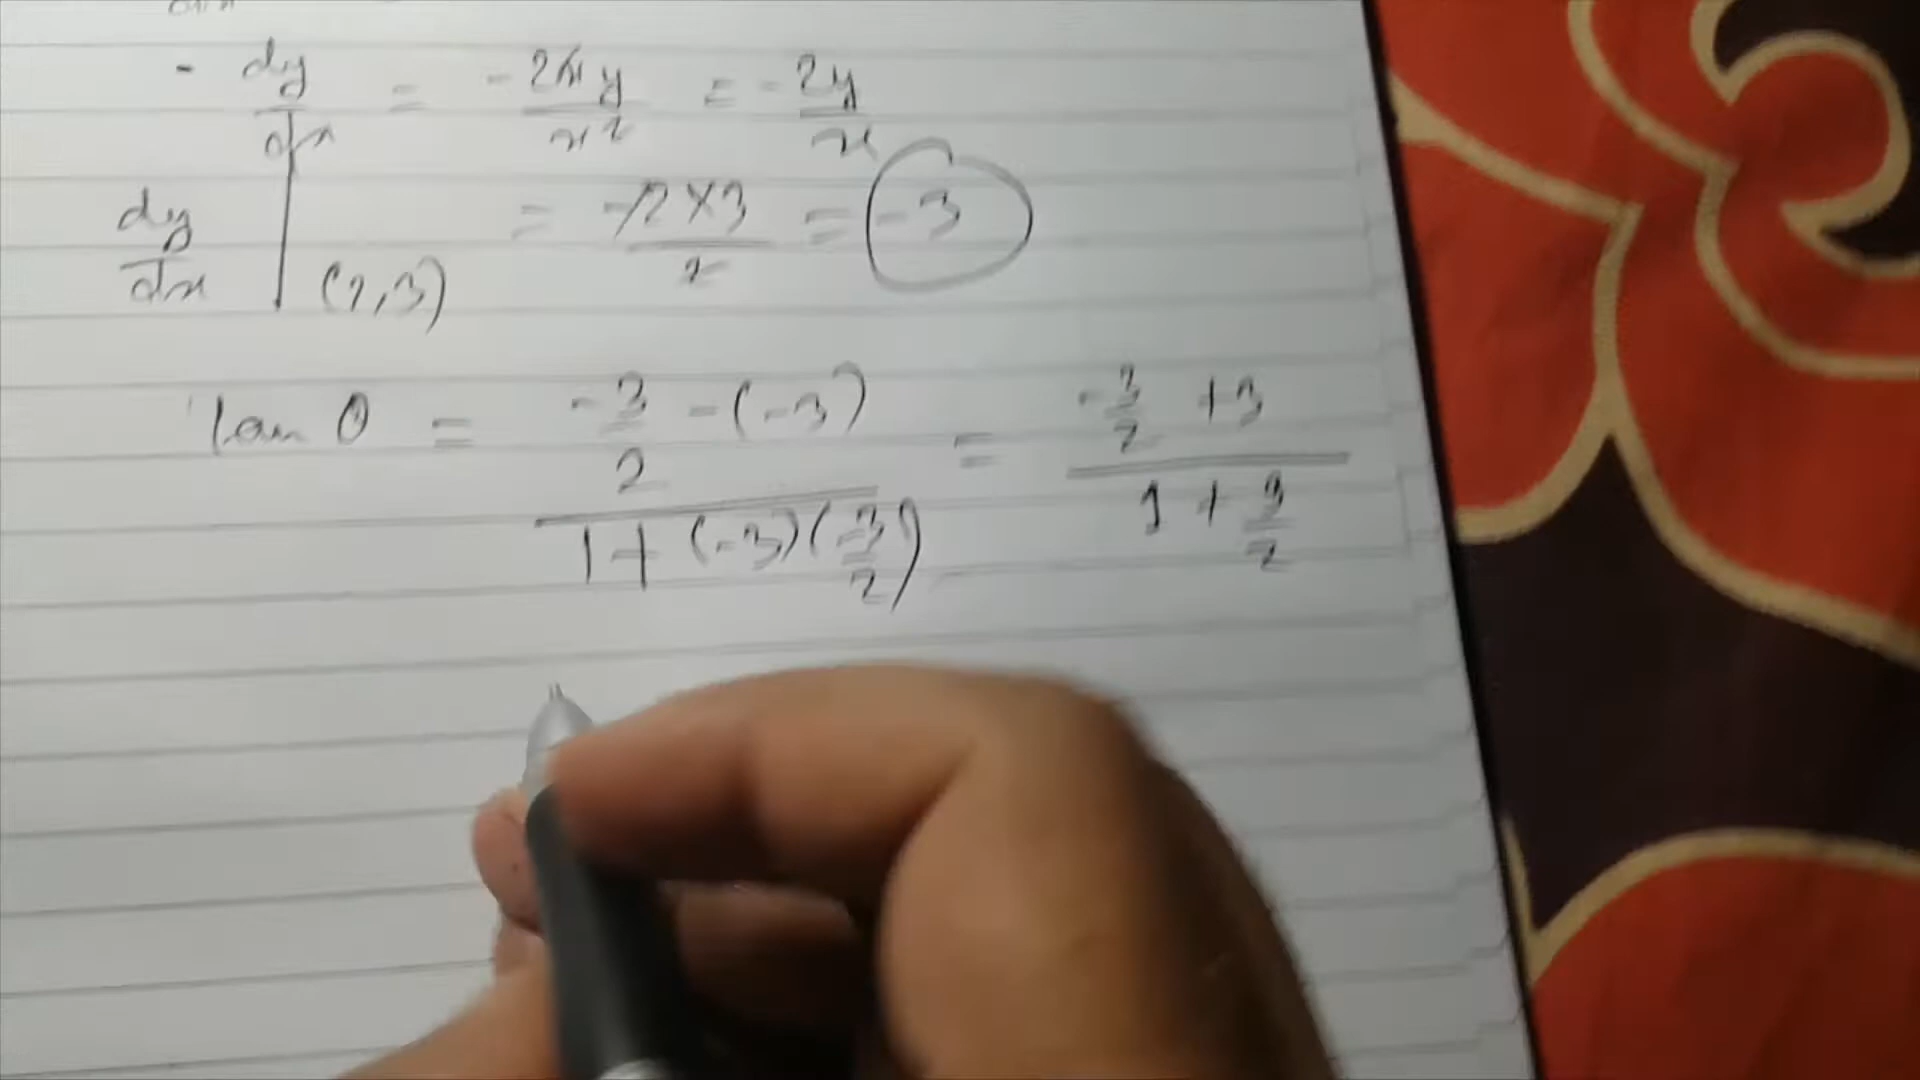 - dy/dx = -2xy/x² = -2y/x
dy/dx | (2,3) = -2×3/2 = -3
tan θ = (-3/2 - (-3))/(1 + (-3)(-3/2)) = (-3/2 + 3)/(1 + 9/2)